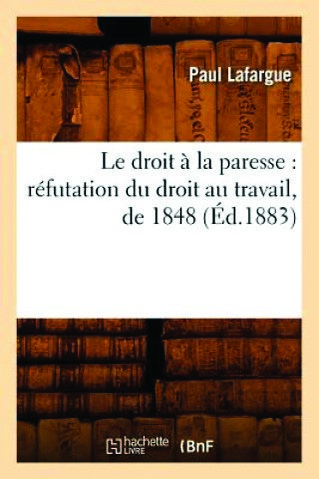 Paul Lafargue
Le droit à la paresse :
réfutation du droit au travail,
de 1848 (Éd.1883)
hachette
LIVRE
(BnF